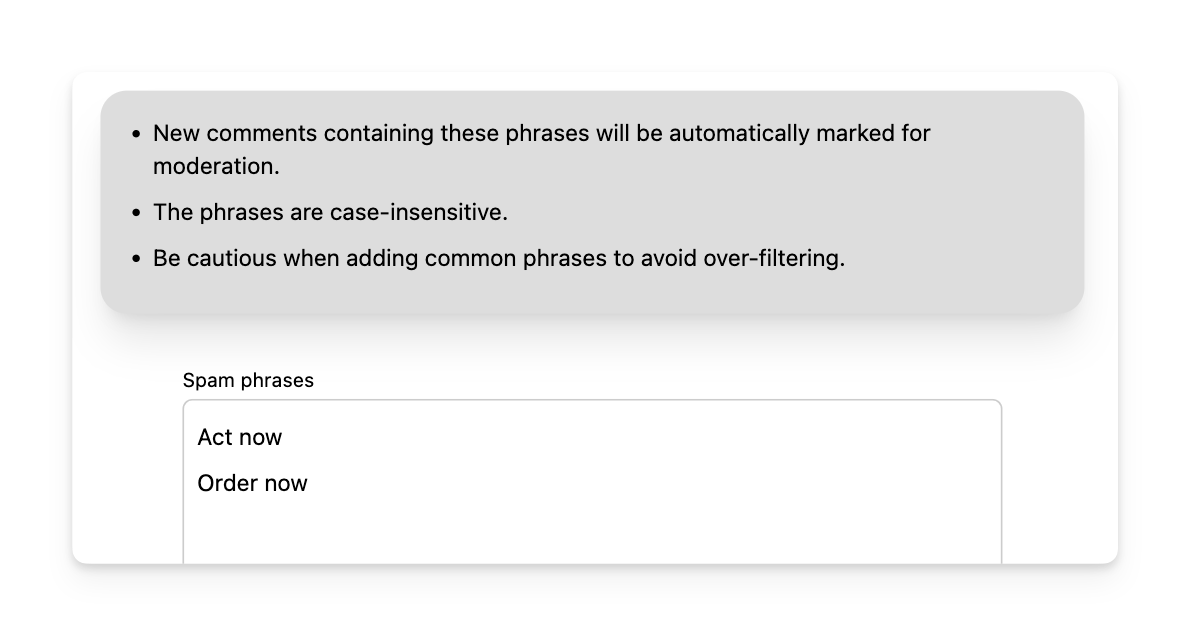 New comments containing these phrases will be automatically marked for
moderation.
The phrases are case-insensitive.
Be cautious when adding common phrases to avoid over-filtering.
Spam phrases
Act now
Order now